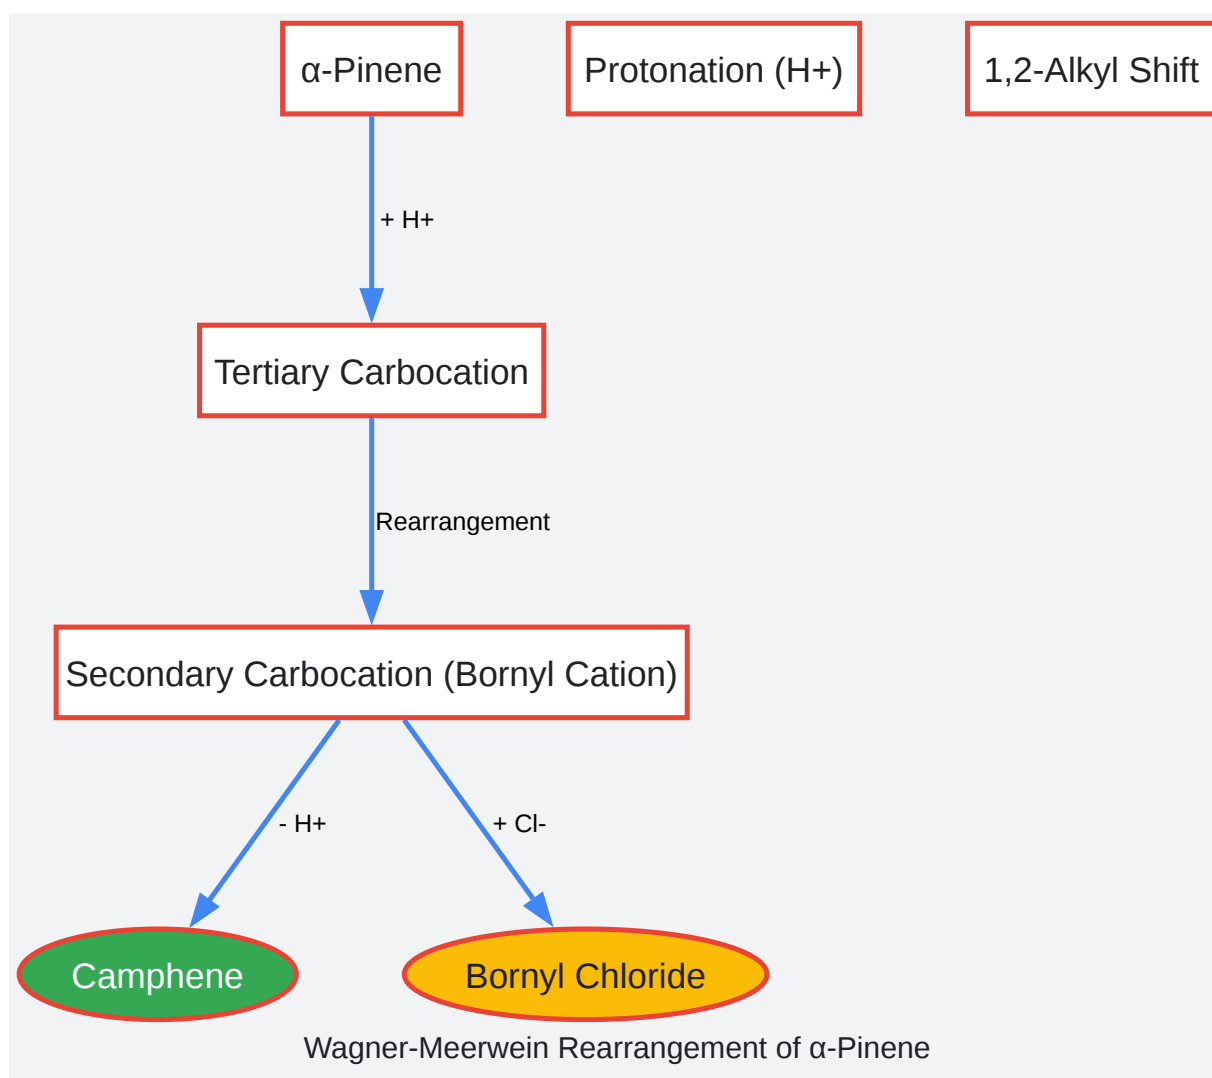 α-Pinene
Protonation (H+)
1,2-Alkyl Shift
+ H+
Tertiary Carbocation
Rearrangement
Secondary Carbocation (Bornyl Cation)
- H+
+ Cl-
Camphene
Bornyl Chloride
Wagner-Meerwein Rearrangement of α-Pinene